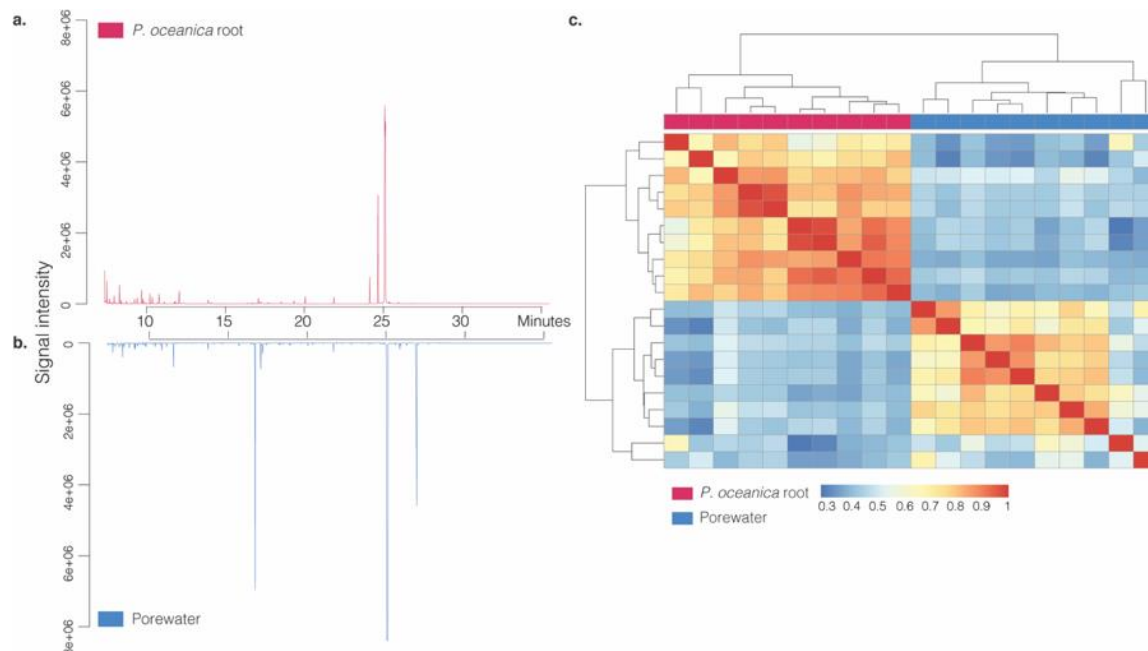 a.
8e+06
P. oceanica root
6e+06
4e+06
2e+06
0
10
15
20
25
30
Minutes
Signal intensity
b.
0
2e+06
4e+06
6e+06
Porewater
c.
P. oceanica root
0.3 0.4 0.5 0.6 0.7 0.8 0.9 1
Porewater